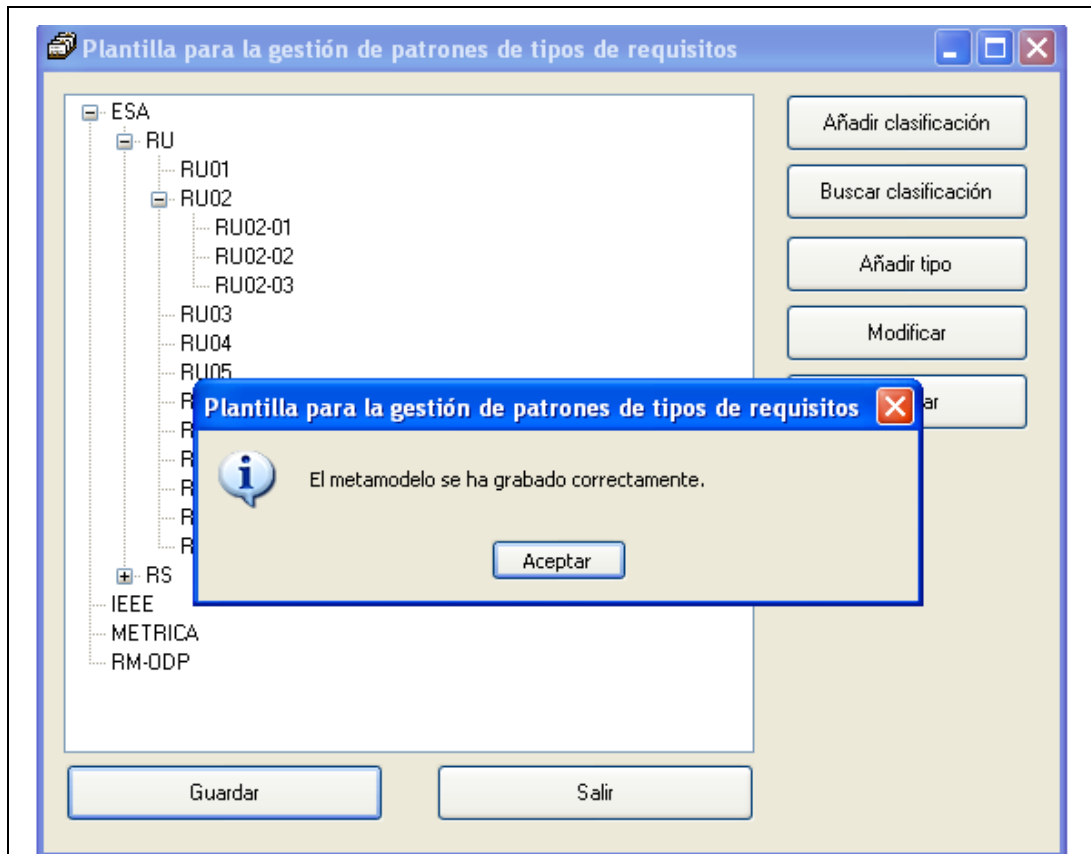 Plantilla para la gestión de patrones de tipos de requisitos
ESA
RU
RU01
RU02
RU02-01
RU02-02
RU02-03
RU03
RU04
RU05
RS
IEEE
METRICA
RM-ODP
Añadir clasificación
Buscar clasificación
Añadir tipo
Modificar
Plantilla para la gestión de patrones de tipos de requisitos
El metamodelo se ha grabado correctamente.
Aceptar
Guardar
Salir